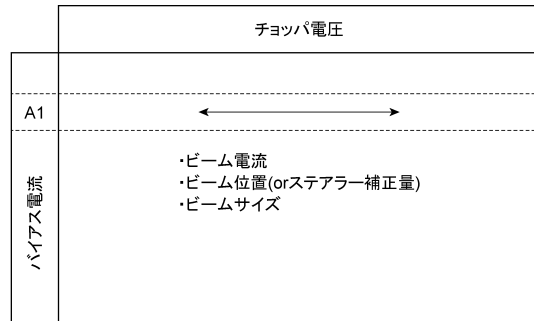 チョッパ電圧
A1
・ビーム電流
・ビーム位置(orステアラー補正量)
・ビームサイズ
バイアス電流